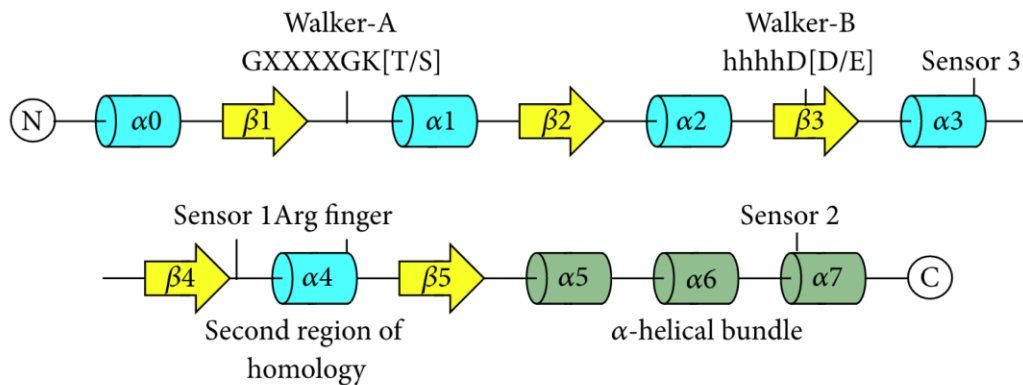 Walker-A
GXXXXGK[T/S]
Walker-B
hhhhD[D/E]
Sensor 3
N α0 β1 α1 β2 α2 β3 α3
Sensor 1 Arg finger
Sensor 2
β4 α4 β5 α5 α6 α7 C
Second region of
homology
α-helical bundle